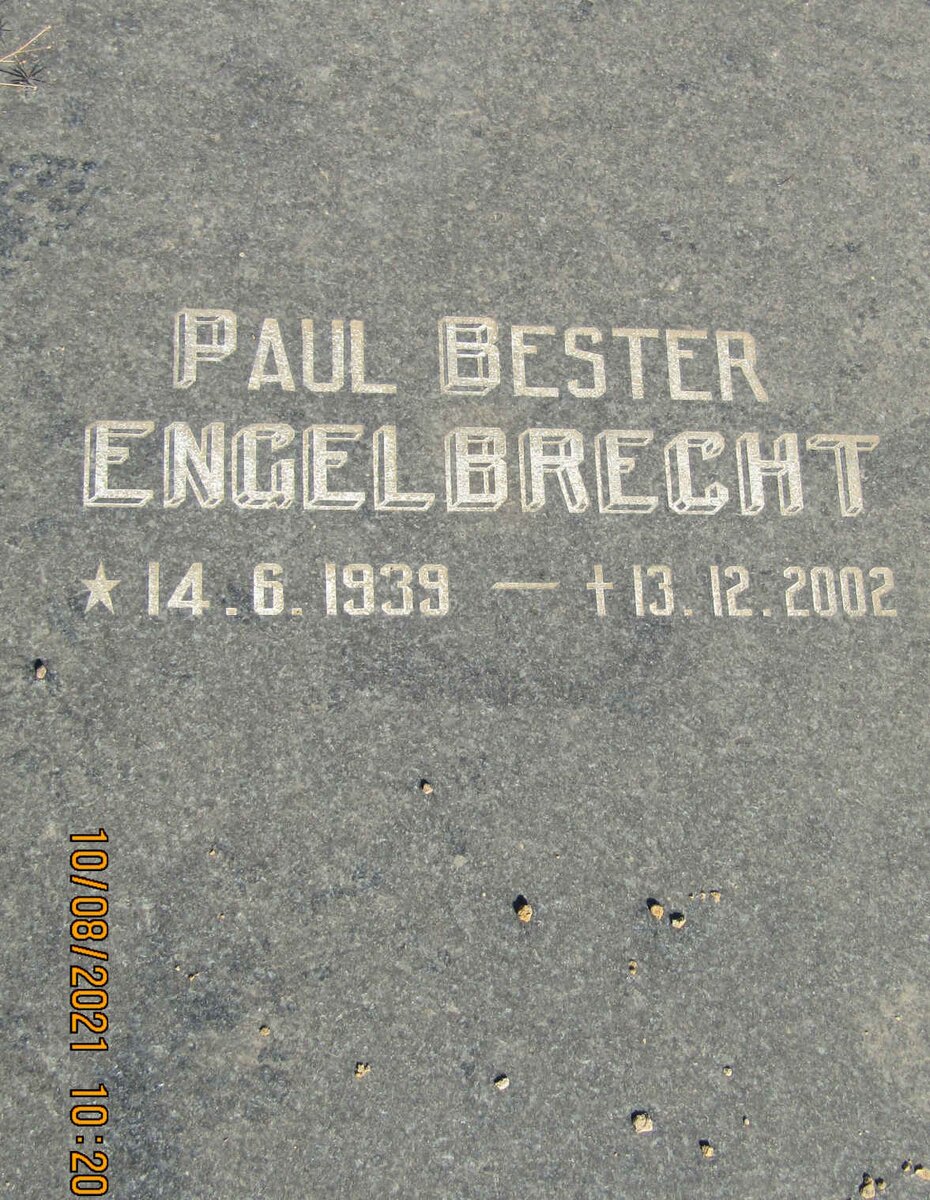 PAUL BESTER
ENGELBRECHT
★ 14.6.1939 — †13.12.2002
10/08/2021 10:20